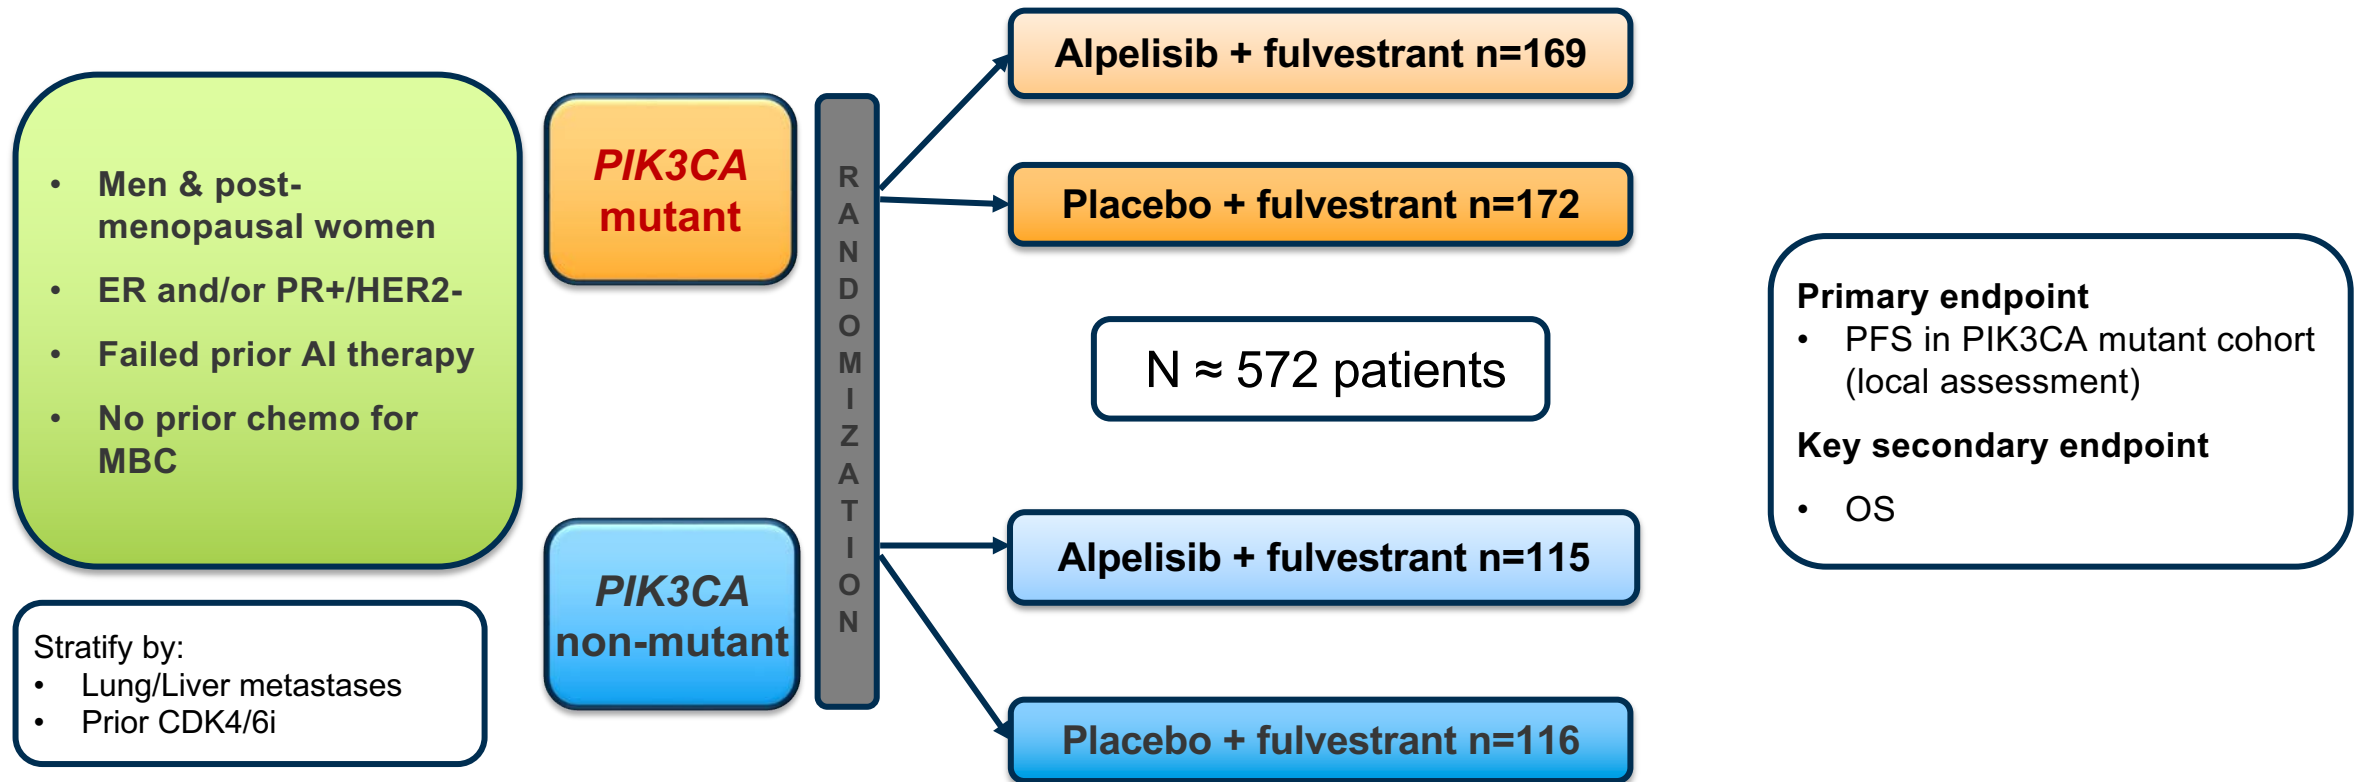 • Men & post-
menopausal women
• ER and/or PR+/HER2-
• Failed prior AI therapy
• No prior chemo for
MBC
Stratify by:
• Lung/Liver metastases
• Prior CDK4/6i
PIK3CA
mutant
PIK3CA
non-mutant
RANDOMIZATION
Alpelisib + fulvestrant n=169
Placebo + fulvestrant n=172
N ≈ 572 patients
Alpelisib + fulvestrant n=115
Placebo + fulvestrant n=116
Primary endpoint
• PFS in PIK3CA mutant cohort
(local assessment)
Key secondary endpoint
• OS